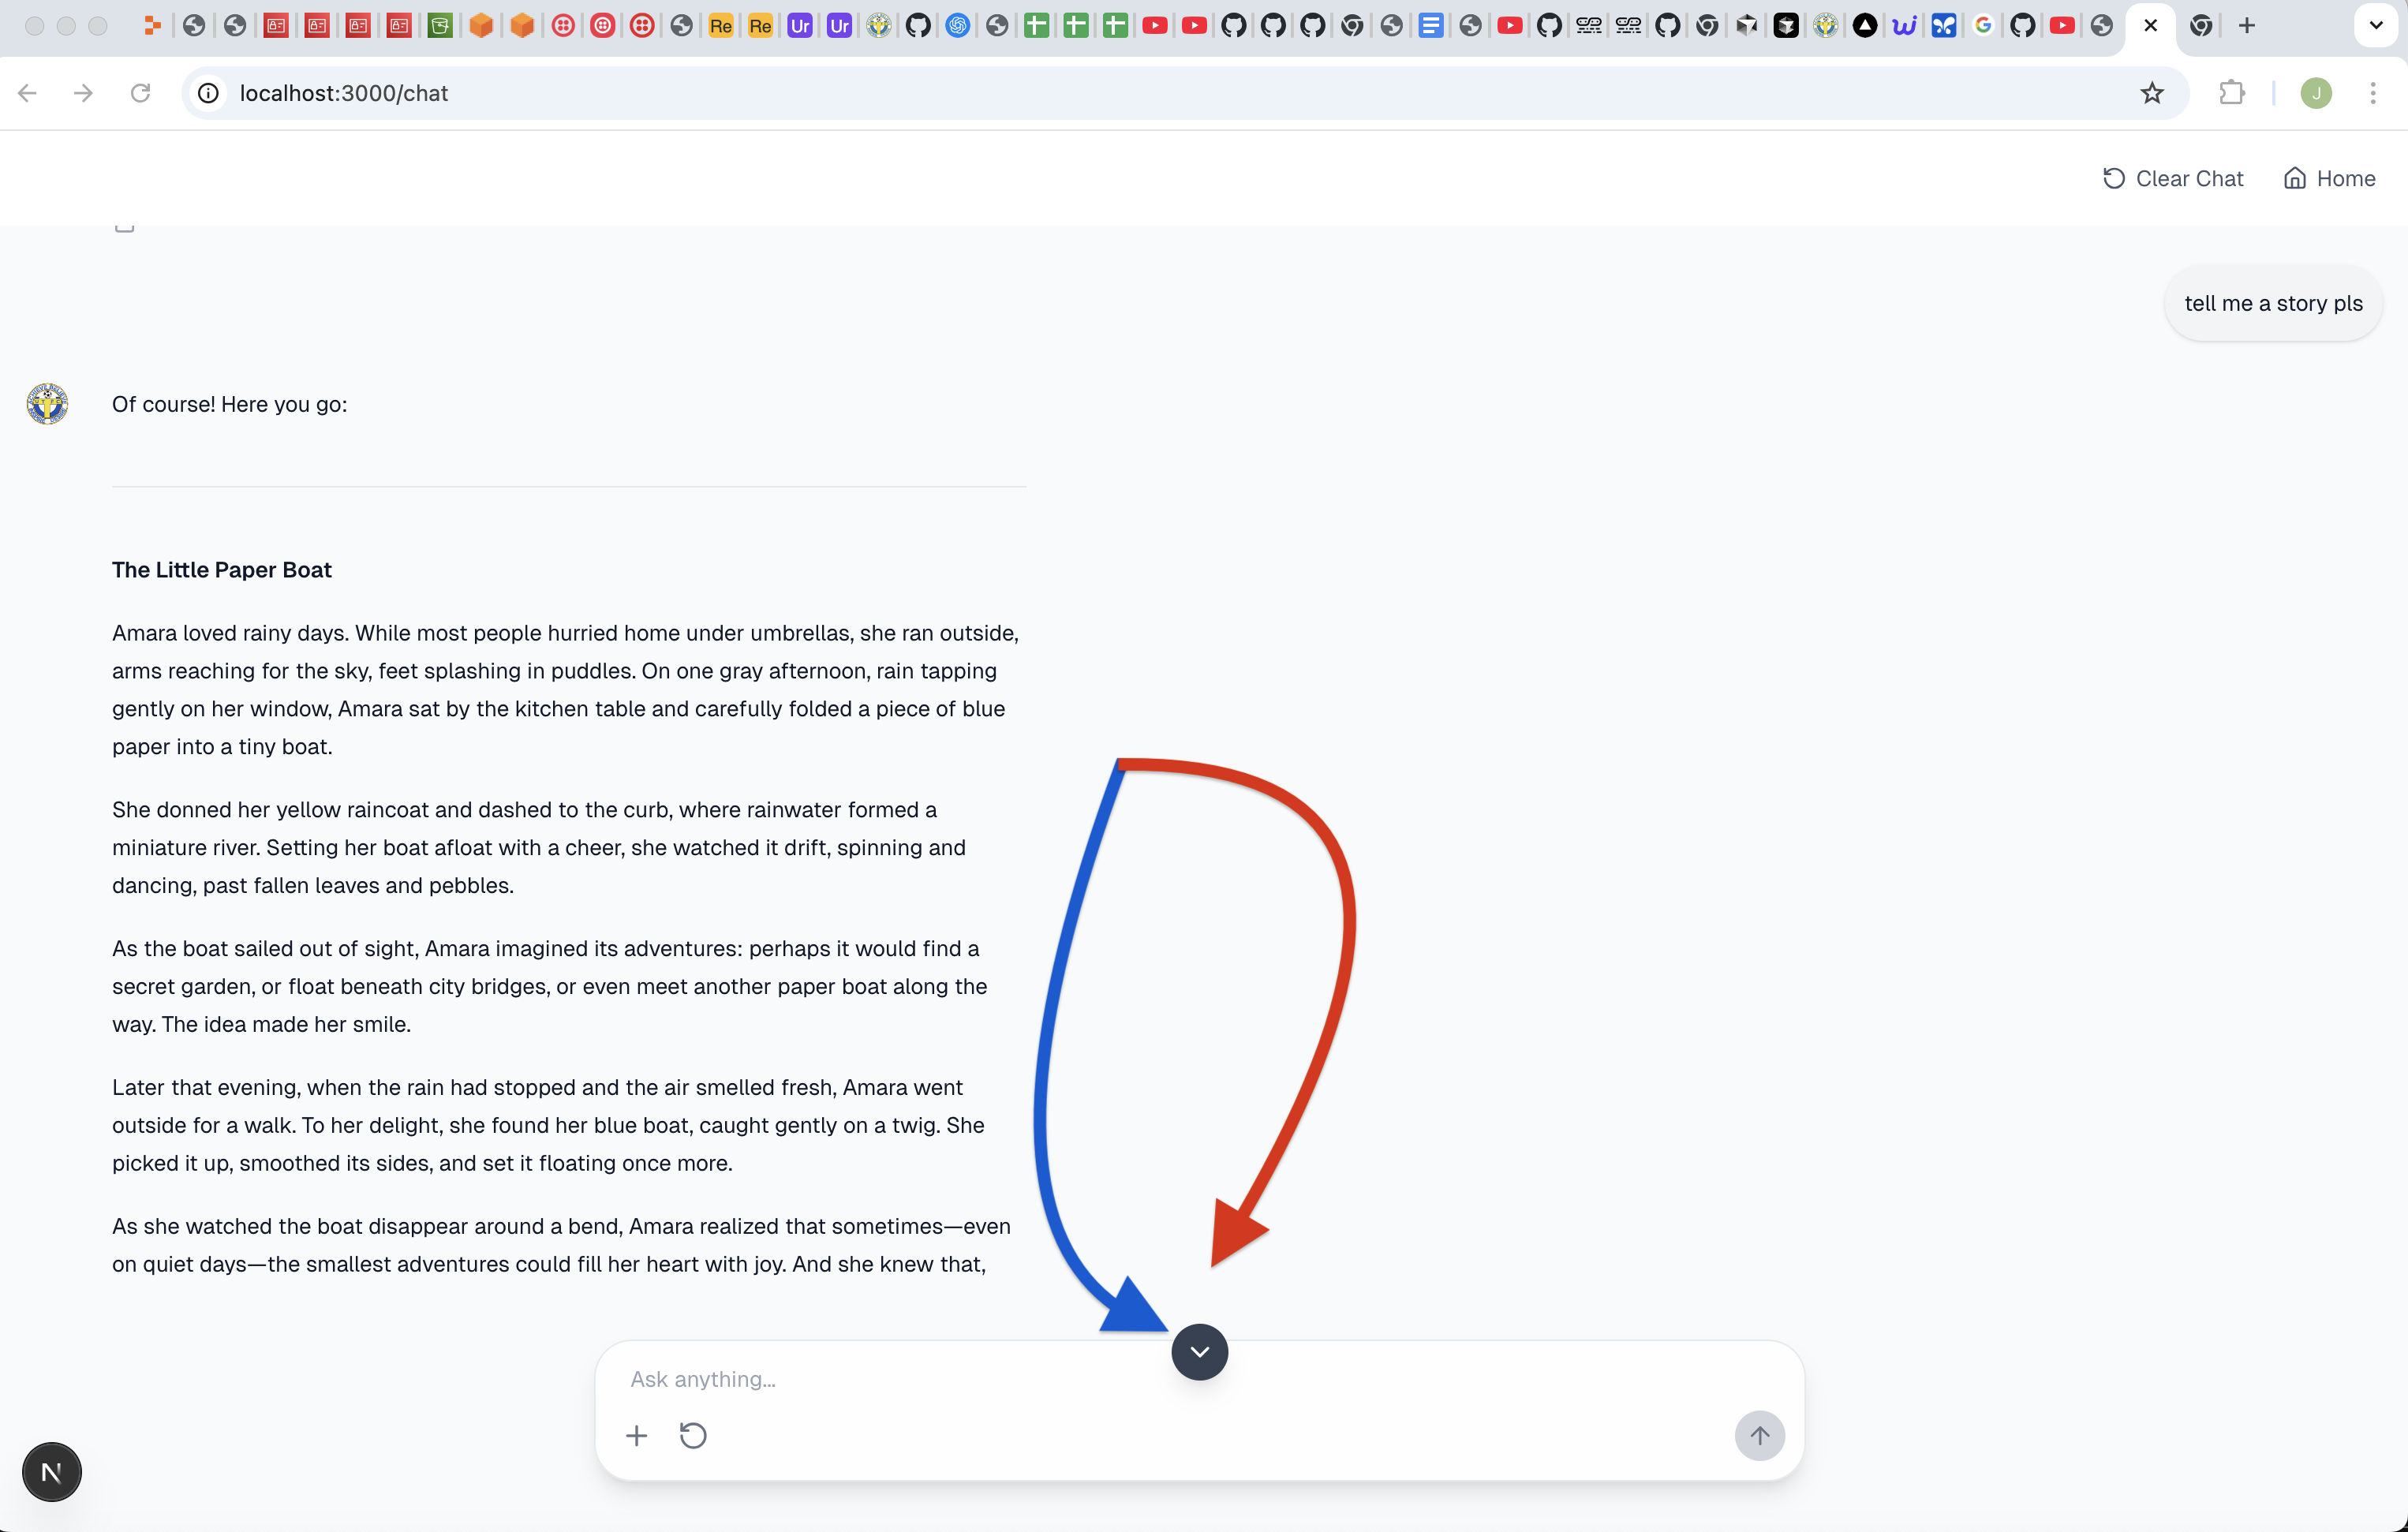 Re
Re
Ur
Ur
localhost:3000/chat
J
Clear Chat
Home
tell me a story pls
Of course! Here you go:
The Little Paper Boat
Amara loved rainy days. While most people hurried home under umbrellas, she ran outside,
arms reaching for the sky, feet splashing in puddles. On one gray afternoon, rain tapping
gently on her window, Amara sat by the kitchen table and carefully folded a piece of blue
paper into a tiny boat.
She donned her yellow raincoat and dashed to the curb, where rainwater formed a
miniature river. Setting her boat afloat with a cheer, she watched it drift, spinning and
dancing, past fallen leaves and pebbles.
As the boat sailed out of sight, Amara imagined its adventures: perhaps it would find a
secret garden, or float beneath city bridges, or even meet another paper boat along the
way. The idea made her smile.
Later that evening, when the rain had stopped and the air smelled fresh, Amara went
outside for a walk. To her delight, she found her blue boat, caught gently on a twig. She
picked it up, smoothed its sides, and set it floating once more.
As she watched the boat disappear around a bend, Amara realized that sometimes—even
on quiet days—the smallest adventures could fill her heart with joy. And she knew that,
Ask anything...
N